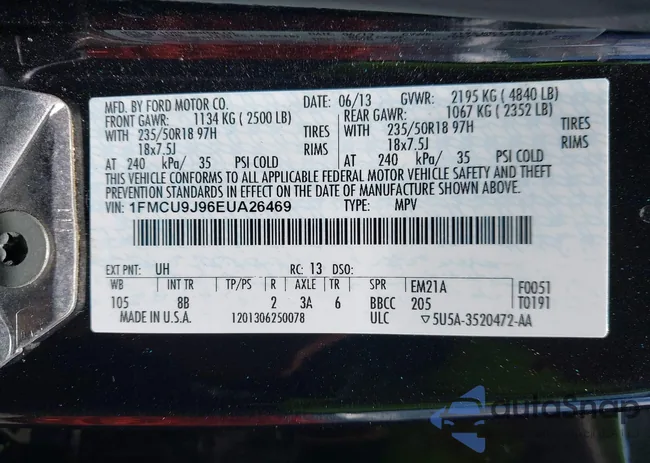 MFD. BY FORD MOTOR CO. DATE: 06/13 GVWR: 2195 KG ( 4840 LB)
FRONT GAWR: 1134 KG ( 2500 LB) REAR GAWR: 1067 KG ( 2352 LB)
WITH 235/50R18 97H TIRES WITH 235/50R18 97H TIRES
18x7.5J RIMS 18x7.5J RIMS
AT 240 kPa/ 35 PSI COLD AT 240 kPa/ 35 PSI COLD
THIS VEHICLE CONFORMS TO ALL APPLICABLE FEDERAL MOTOR VEHICLE SAFETY AND THEFT
PREVENTION STANDARDS IN EFFECT ON THE DATE OF MANUFACTURE SHOWN ABOVE.
VIN: 1FMCU9J96EUA26469 TYPE: MPV
EXT PNT: UH RC: 13 DSO:
WB INT TR TP/PS R AXLE TR SPR EM21A F0051
105 8B 2 3A 6 BBCC 205 T0191
MADE IN U.S.A. 1201306250078 ULC ▽5U5A-3520472-AA
autoSnap